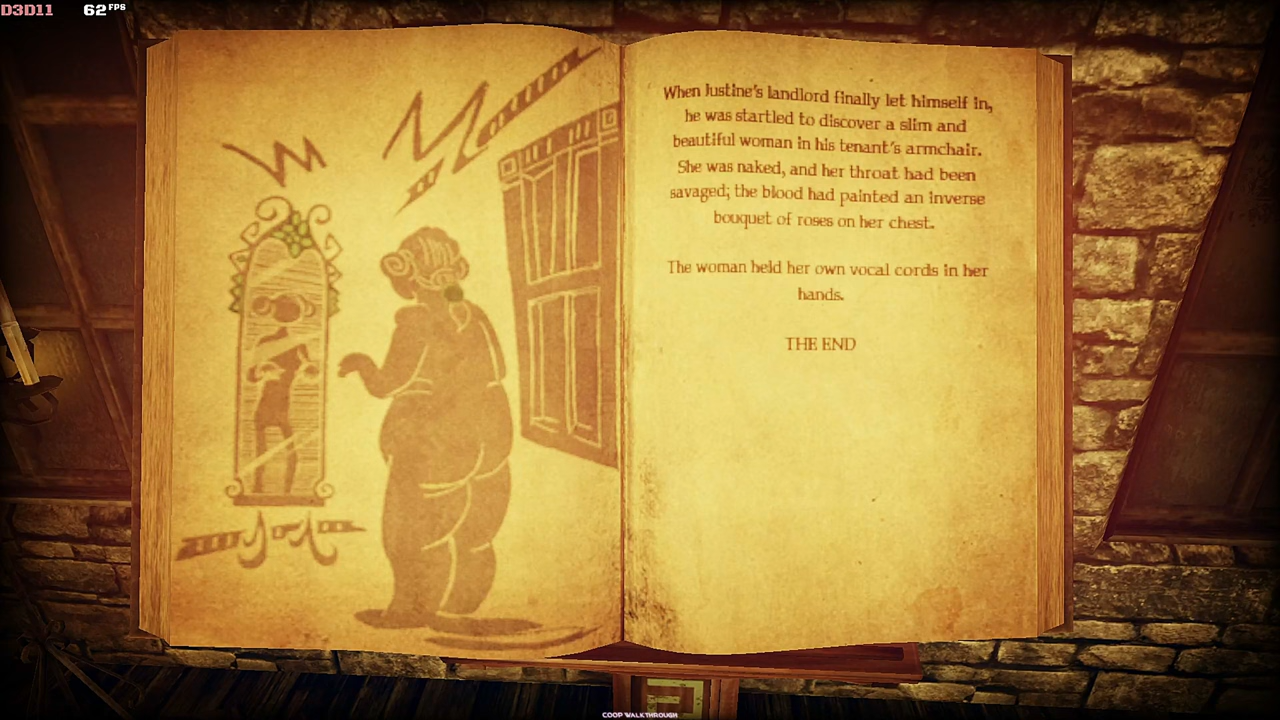 D3D11 62 FPS
When Justine's landlord finally let himself in,
he was startled to discover a slim and
beautiful woman in his tenant's armchair.
She was naked, and her throat had been
savaged; the blood had painted an inverse
bouquet of roses on her chest.
The woman held her own vocal cords in her
hands.
THE END
COOP WALKTHROUGH